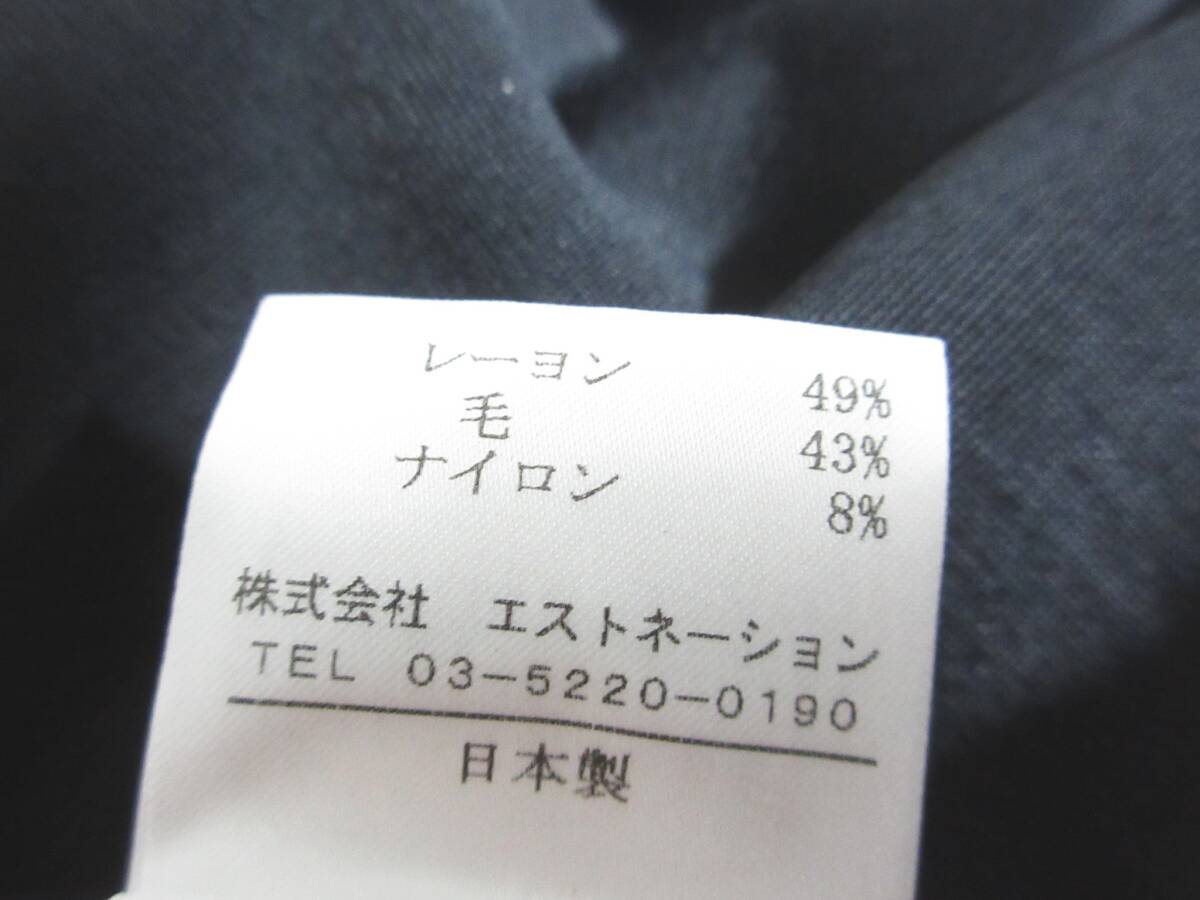 レーヨン 49%
毛 43%
ナイロン 8%
株式会社 エストネーション
TEL 03-5220-0190
日本製